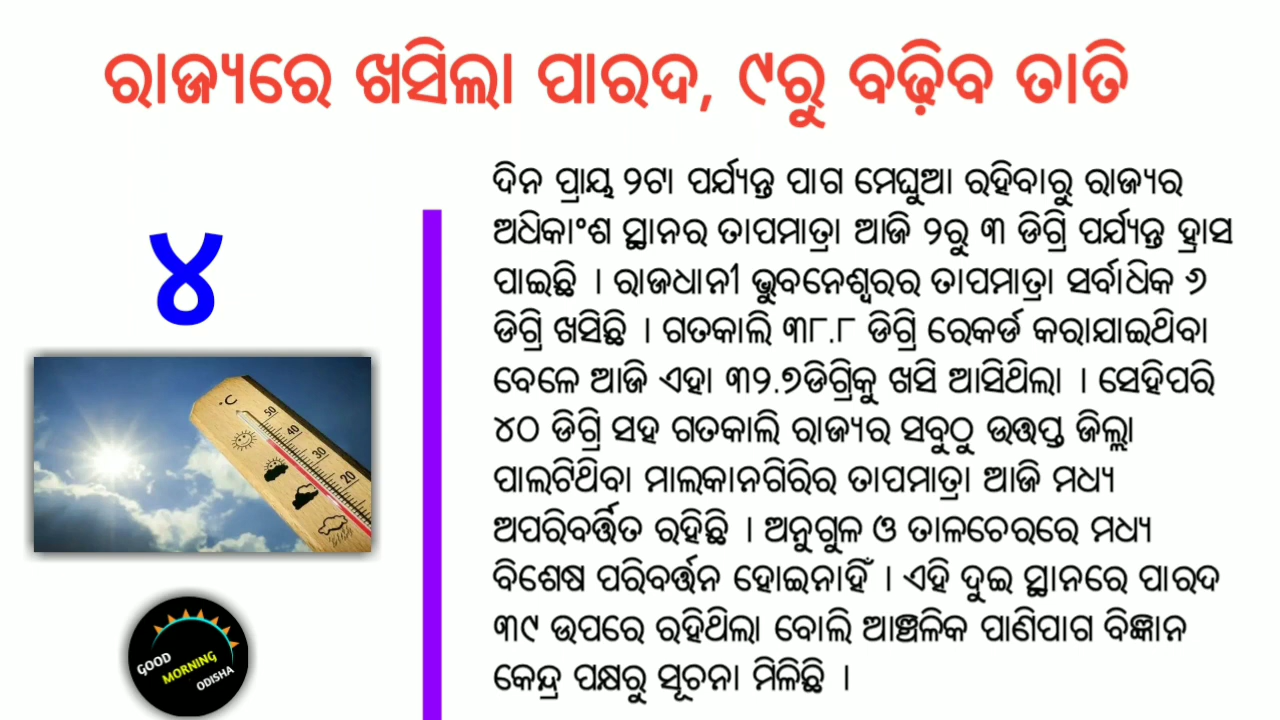 ରାଜ୍ୟରେ ଖସିଲା ପାରଦ, ୯ରୁ ବଢ଼ିବ ତାତି
୪
°C
50
40
30
20
GOOD
MORNING
ODISHA
ଦିନ ପ୍ରାୟ ୨ଟା ପର୍ଯ୍ୟନ୍ତ ପାଗ ମେଘୁଆ ରହିବାରୁ ରାଜ୍ୟର
ଅଧିକାଂଶ ସ୍ଥାନର ତାପମାତ୍ରା ଆଜି ୨ରୁ ୩ ଡିଗ୍ରି ପର୍ଯ୍ୟନ୍ତ ହ୍ରାସ
ପାଇଛି । ରାଜଧାନୀ ଭୁବନେଶ୍ୱରର ତାପମାତ୍ରା ସର୍ବାଧିକ ୬
ଡିଗ୍ରି ଖସିଛି । ଗତକାଲି ୩୮.୮ ଡିଗ୍ରି ରେକର୍ଡ କରାଯାଇଥିବା
ବେଳେ ଆଜି ଏହା ୩୨.୭ଡିଗ୍ରିକୁ ଖସି ଆସିଥିଲା । ସେହିପରି
୪୦ ଡିଗ୍ରି ସହ ଗତକାଲି ରାଜ୍ୟର ସବୁଠୁ ଉତ୍ତପ୍ତ ଜିଲ୍ଲା
ପାଲଟିଥିବା ମାଲକାନଗିରିର ତାପମାତ୍ରା ଆଜି ମଧ୍ୟ
ଅପରିବର୍ତ୍ତିତ ରହିଛି । ଅନୁଗୁଳ ଓ ତାଳଚେରରେ ମଧ୍ୟ
ବିଶେଷ ପରିବର୍ତ୍ତନ ହୋଇନାହିଁ । ଏହି ଦୁଇ ସ୍ଥାନରେ ପାରଦ
୩୯ ଉପରେ ରହିଥିଲା ବୋଲି ଆଞ୍ଚଳିକ ପାଣିପାଗ ବିଜ୍ଞାନ
କେନ୍ଦ୍ର ପକ୍ଷରୁ ସୂଚନା ମିଳିଛି ।